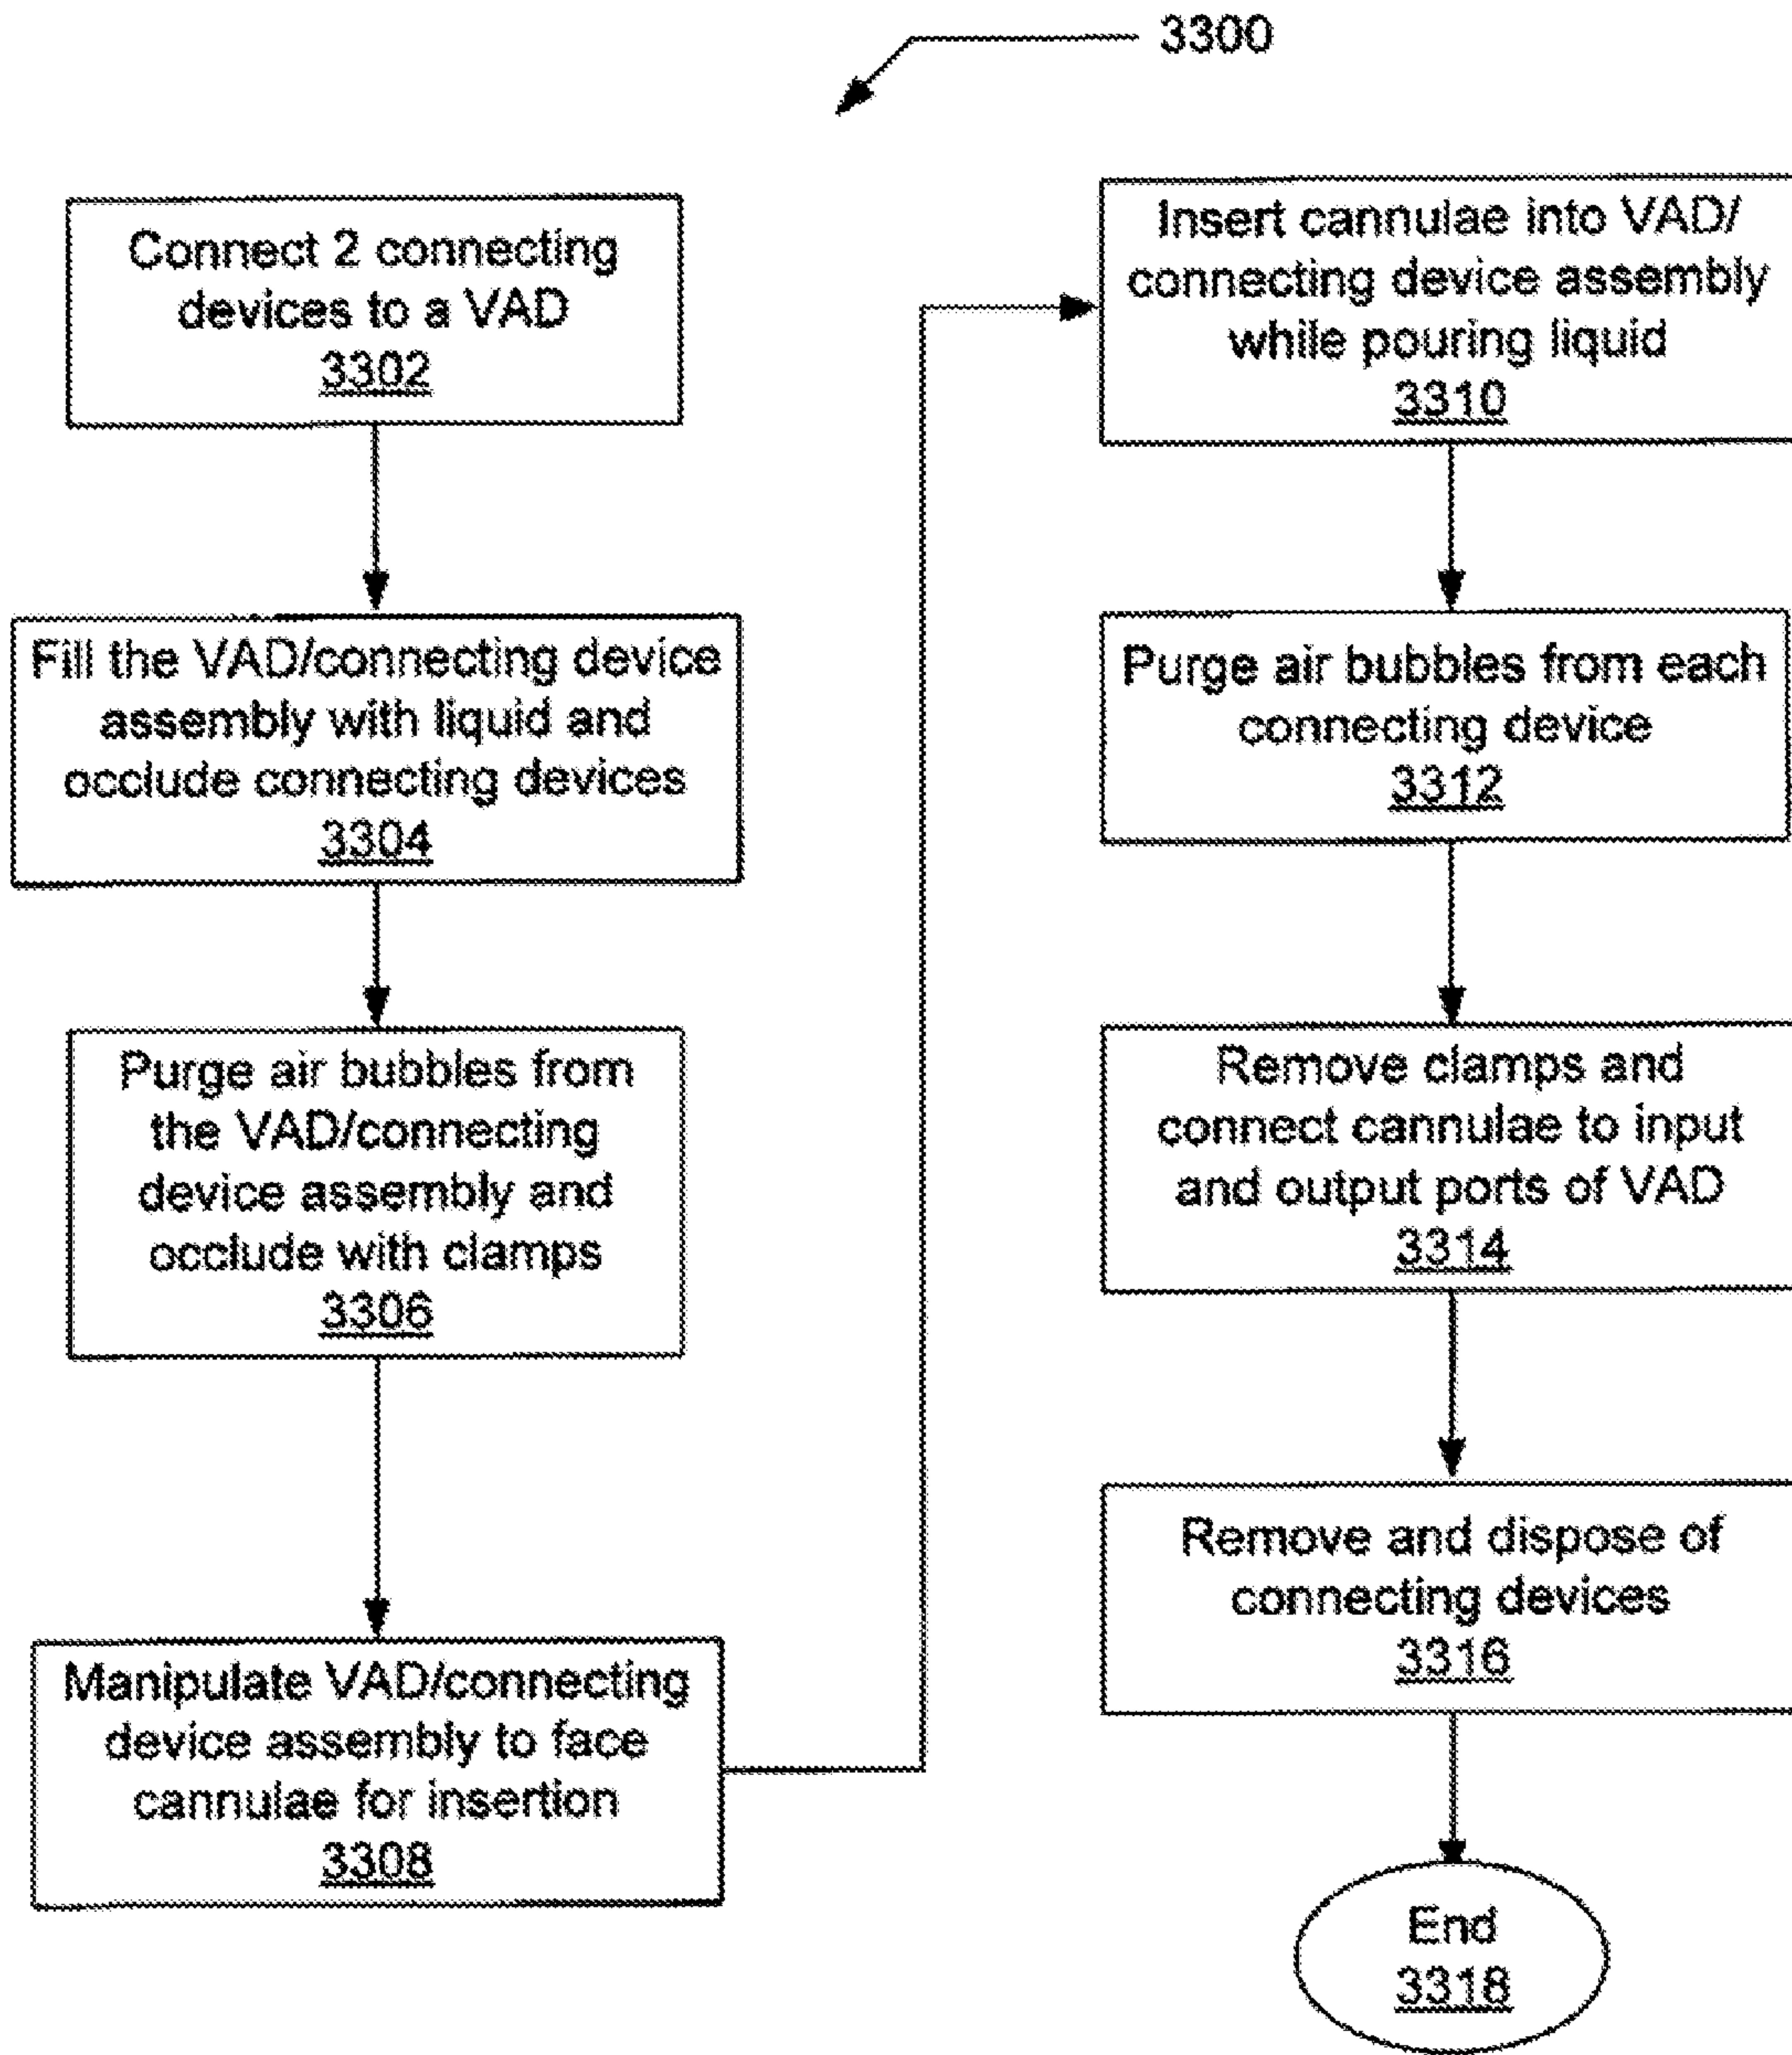 3300
Connect 2 connecting
devices to a VAD
3302
Fill the VAD/connecting device
assembly with liquid and
occlude connecting devices
3304
Purge air bubbles from
the VAD/connecting
device assembly and
occlude with clamps
3306
Manipulate VAD/connecting
device assembly to face
cannulae for insertion
3308
Insert cannulae into VAD/
connecting device assembly
while pouring liquid
3310
Purge air bubbles from each
connecting device
3312
Remove clamps and
connect cannulae to input
and output ports of VAD
3314
Remove and dispose of
connecting devices
3316
End
3318